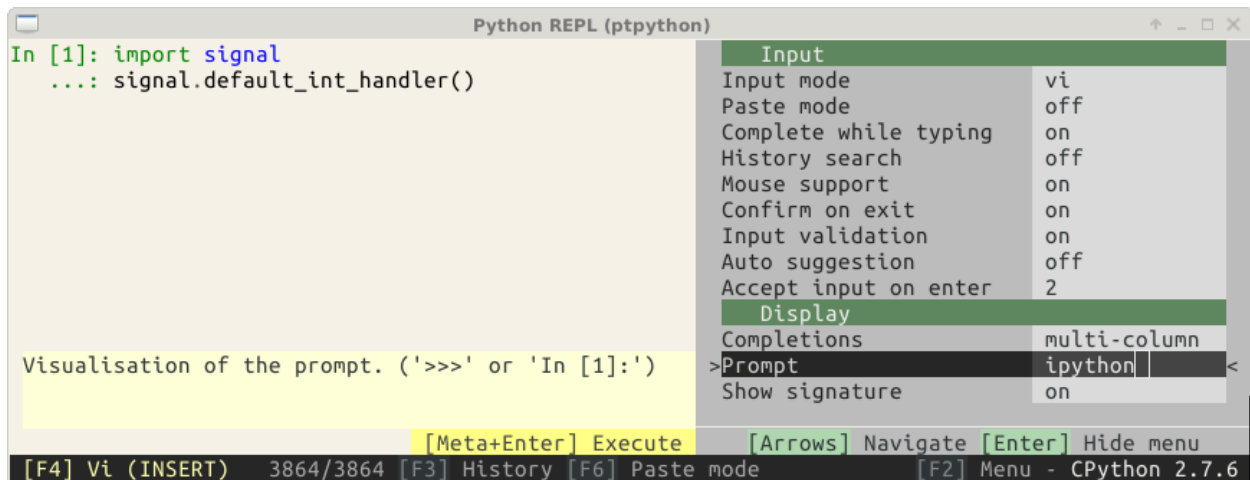 Python REPL (ptpython)
In [1]: import signal
...: signal.default_int_handler()
Input
Input mode vi
Paste mode off
Complete while typing on
History search off
Mouse support on
Confirm on exit on
Input validation on
Auto suggestion off
Accept input on enter 2
Display
Completions multi-column
Visualisation of the prompt. ('>>>' or 'In [1]:')
>Prompt ipython <
Show signature on
[Meta+Enter] Execute
[Arrows] Navigate [Enter] Hide menu
[F4] Vi (INSERT) 3864/3864 [F3] History [F6] Paste mode [F2] Menu - CPython 2.7.6